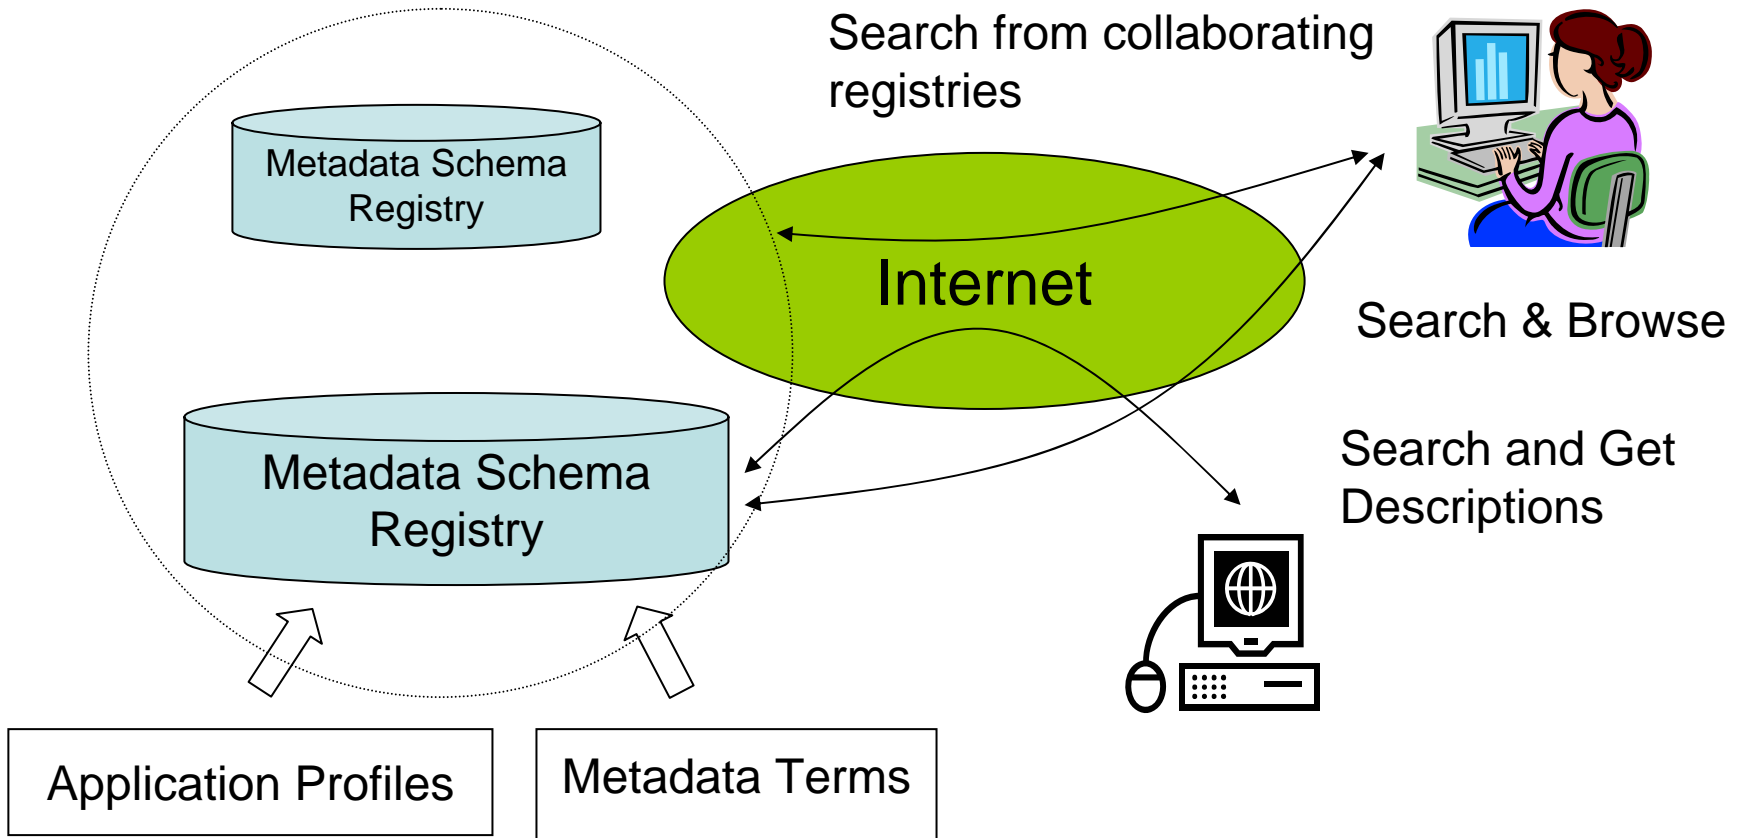 Search from collaborating
registries
Metadata Schema
Registry
Internet
Search & Browse
Metadata Schema
Registry
Search and Get
Descriptions
Application Profiles
Metadata Terms